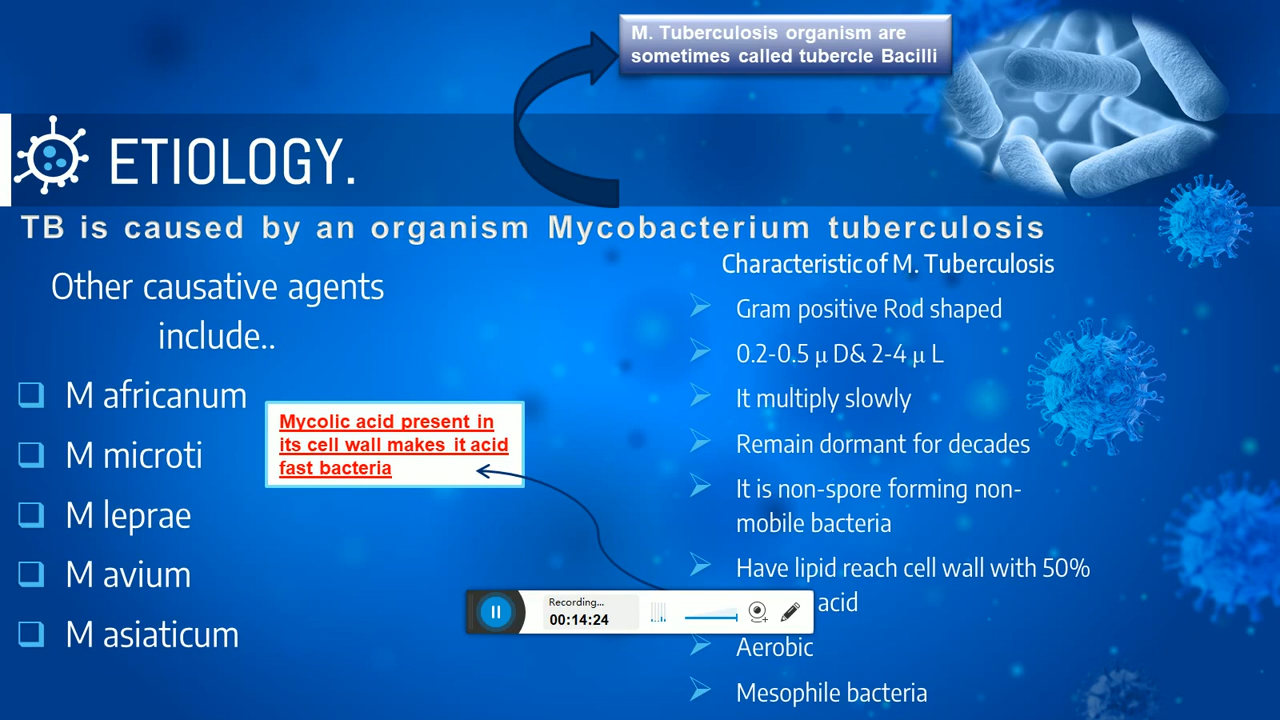 M. Tuberculosis organism are
sometimes called tubercle Bacilli
ETIOLOGY.
TB is caused by an organism Mycobacterium tuberculosis
Other causative agents
include..
M africanum
M microti
M leprae
M avium
M asiaticum
Mycolic acid present in
its cell wall makes it acid
fast bacteria
Characteristic of M. Tuberculosis
Gram positive Rod shaped
0.2-0.5 μ D& 2-4 μ L
It multiply slowly
Remain dormant for decades
It is non-spore forming non-
mobile bacteria
Have lipid reach cell wall with 50%
acid
Aerobic
Mesophile bacteria
Recording...
00:14:24